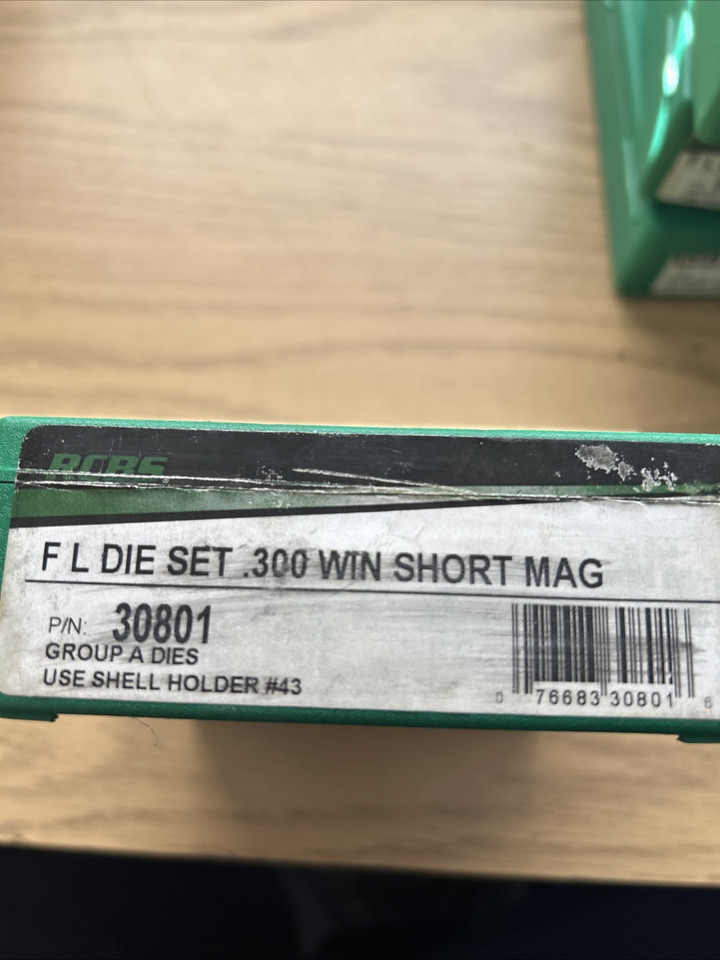 RCBS®
F L DIE SET .300 WIN SHORT MAG
P/N: 30801
GROUP A DIES
USE SHELL HOLDER #43
0 76683 30801 6